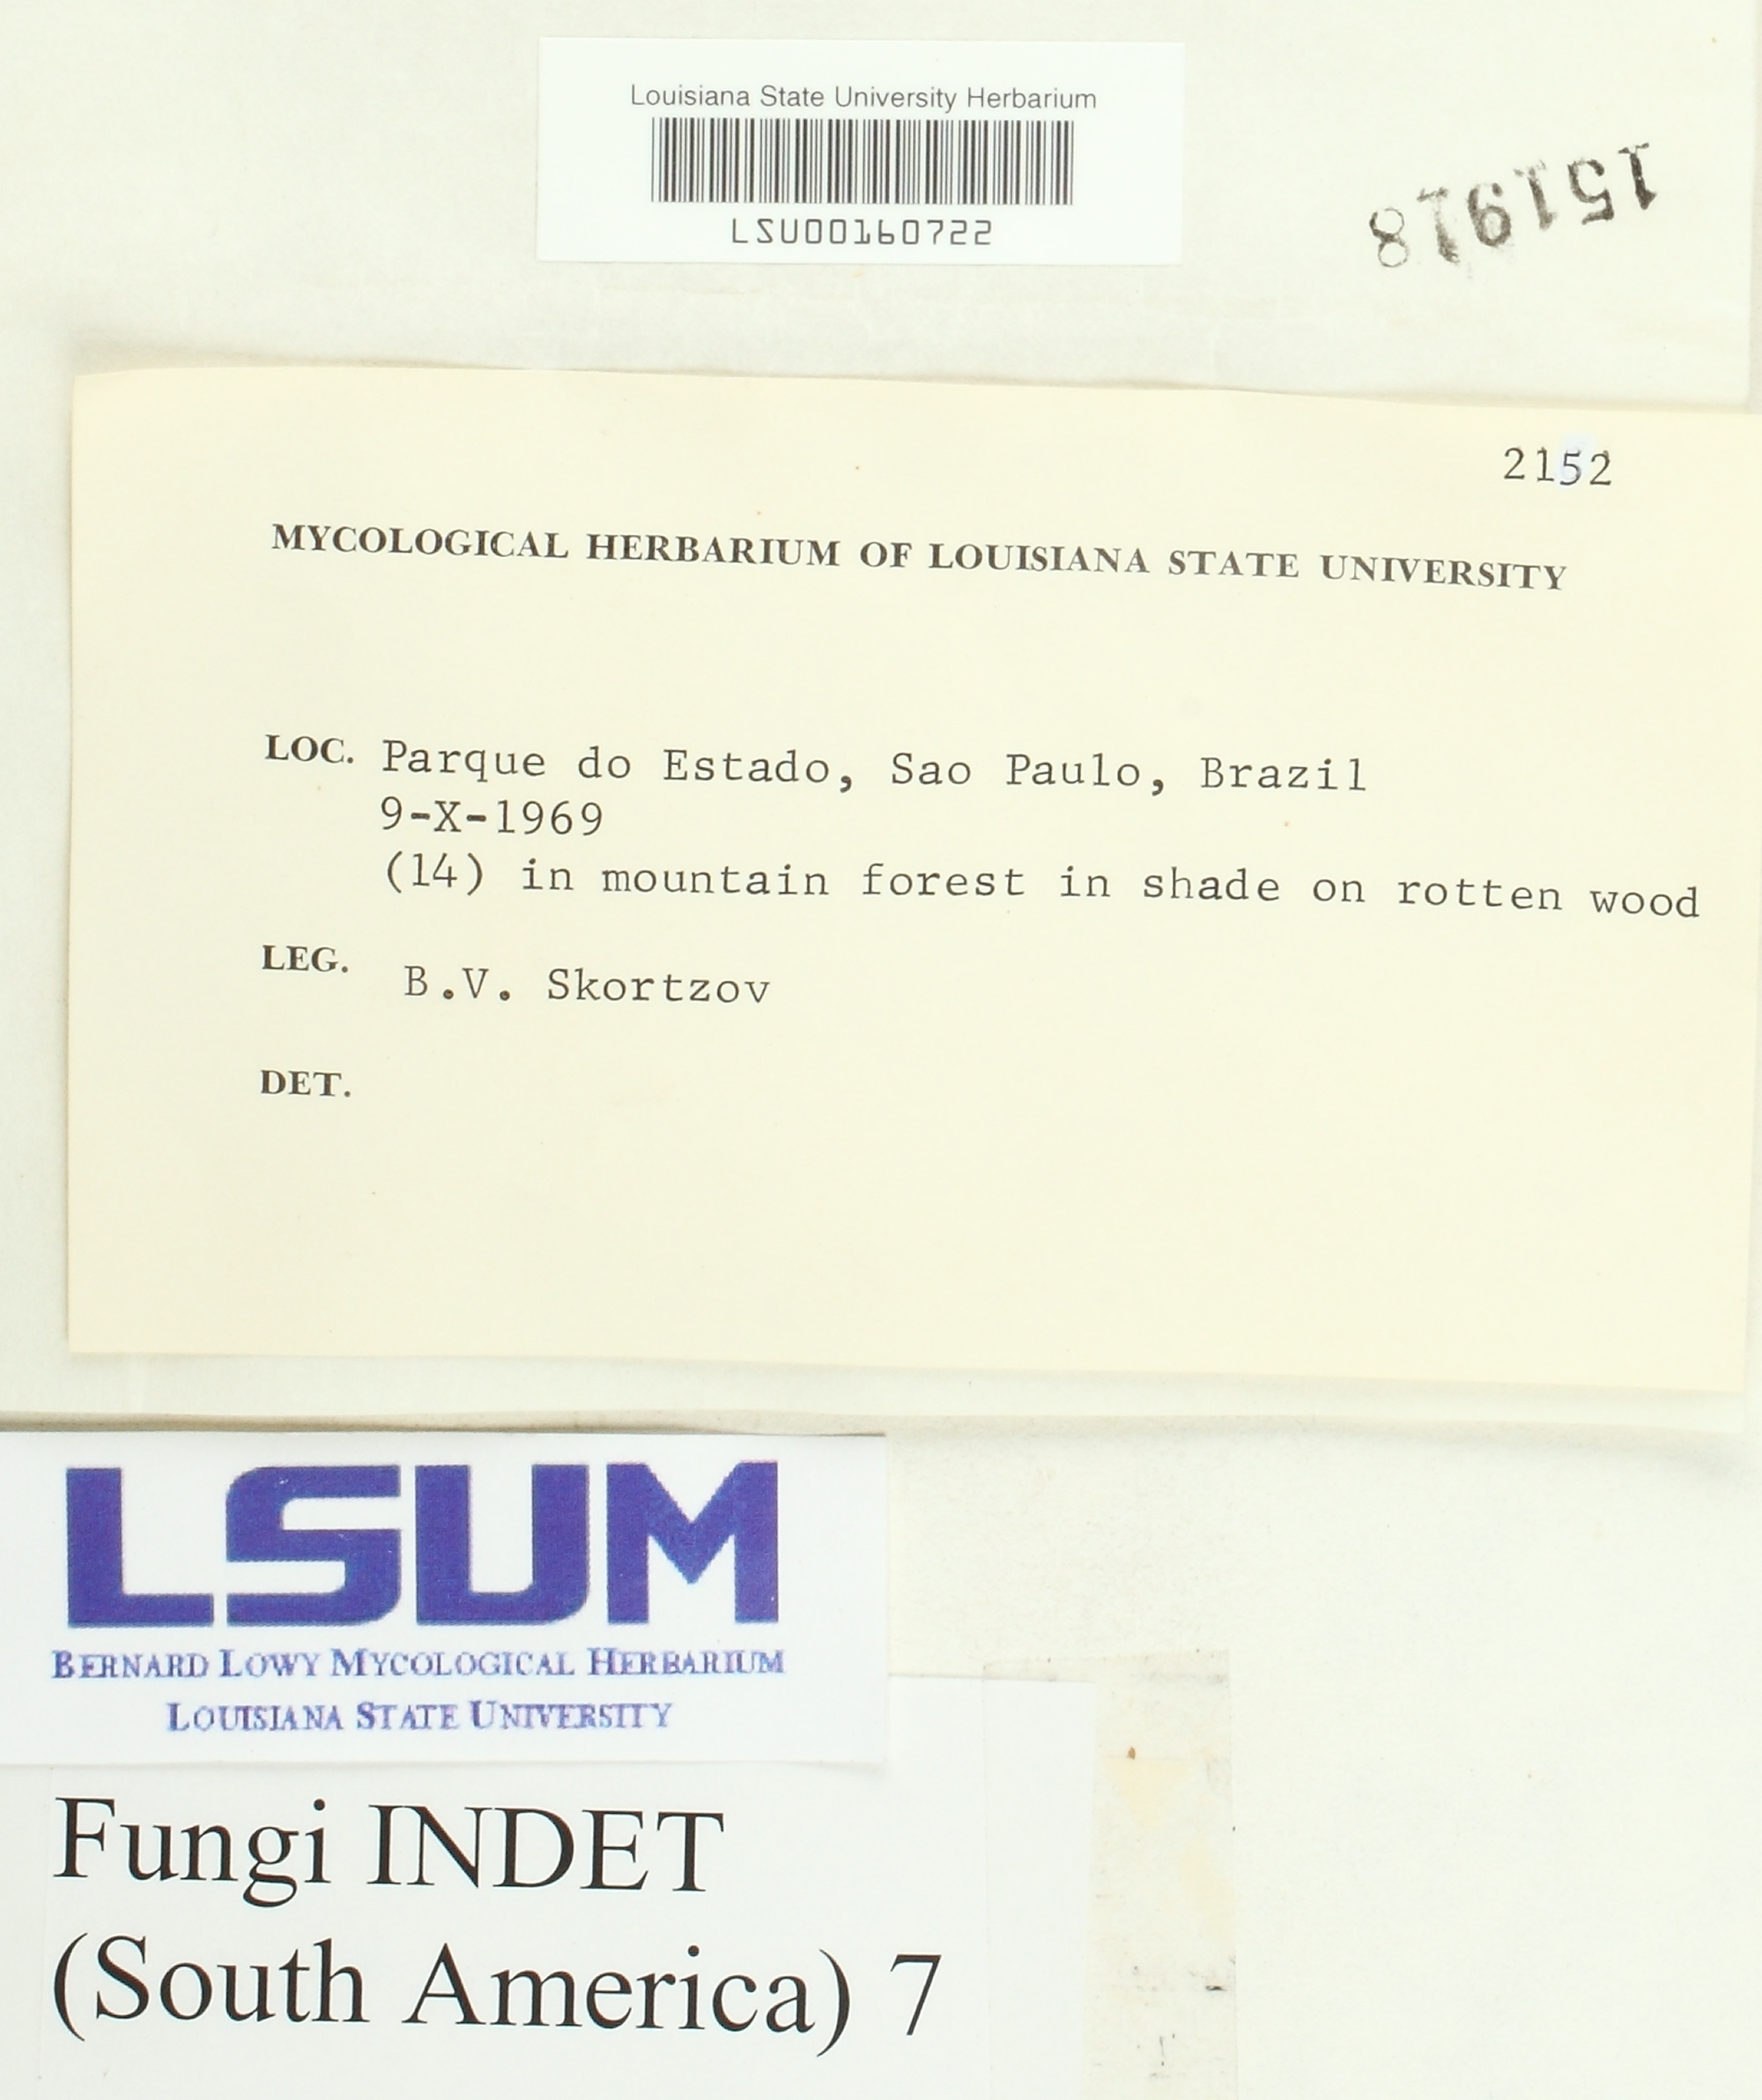 Louisiana State University Herbarium
LSU00160722
151918
2152
MYCOLOGICAL HERBARIUM OF LOUISIANA STATE UNIVERSITY
LOC. Parque do Estado, Sao Paulo, Brazil
9-X-1969
(14) in mountain forest in shade on rotten wood
LEG. B.V. Skortzov
DET.
LSUM
BERNARD LOWY MYCOLOGICAL HERBARIUM
LOUISIANA STATE UNIVERSITY
Fungi INDET
(South America) 7